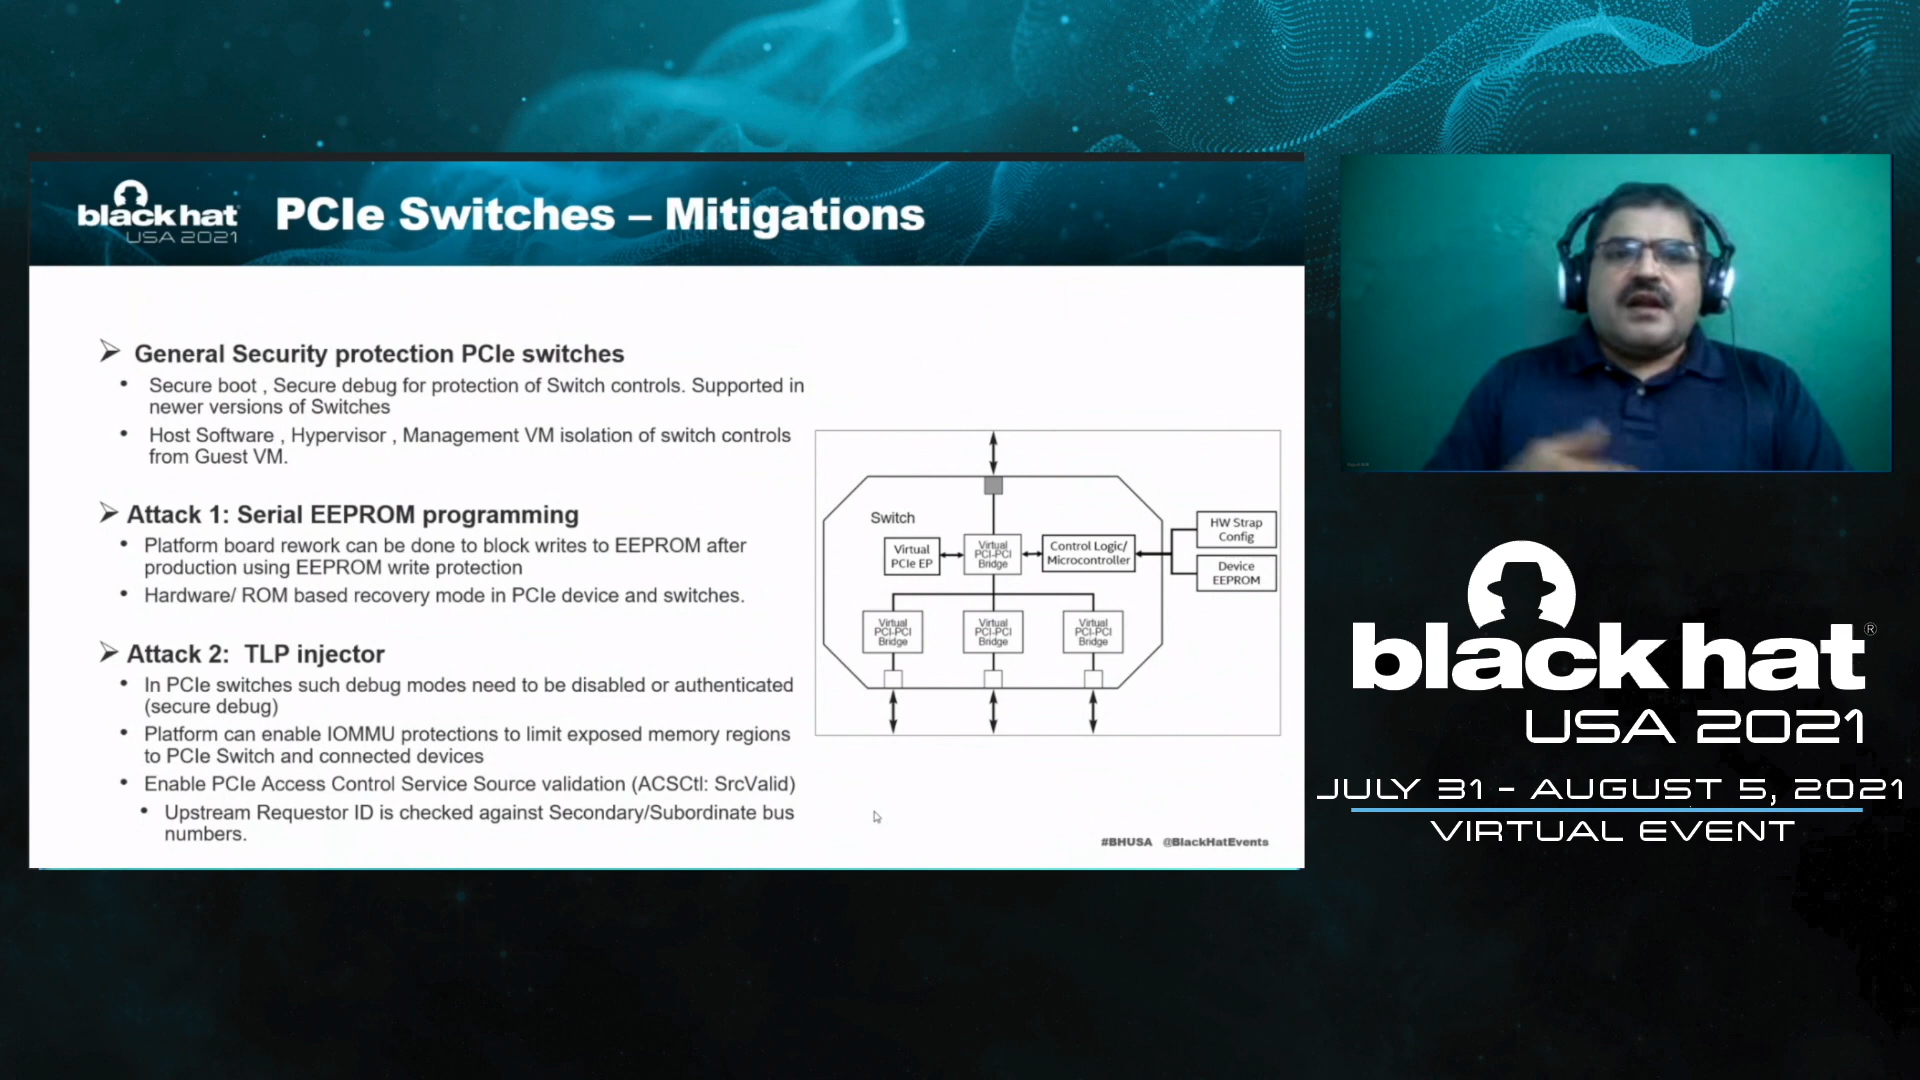 black hat
USA 2021
PCIe Switches – Mitigations
General Security protection PCIe switches
• Secure boot , Secure debug for protection of Switch controls. Supported in
newer versions of Switches
• Host Software , Hypervisor , Management VM isolation of switch controls
from Guest VM.
Attack 1: Serial EEPROM programming
• Platform board rework can be done to block writes to EEPROM after
production using EEPROM write protection
• Hardware/ ROM based recovery mode in PCIe device and switches.
Attack 2: TLP injector
• In PCIe switches such debug modes need to be disabled or authenticated
(secure debug)
• Platform can enable IOMMU protections to limit exposed memory regions
to PCIe Switch and connected devices
• Enable PCIe Access Control Service Source validation (ACSCtl: SrcValid)
• Upstream Requestor ID is checked against Secondary/Subordinate bus
numbers.
Switch
Virtual
PCIe EP
Virtual
PCI-PCI
Bridge
Control Logic/
Microcontroller
HW Strap
Config
Device
EEPROM
Virtual
PCI-PCI
Bridge
Virtual
PCI-PCI
Bridge
Virtual
PCI-PCI
Bridge
#BHUSA @BlackHatEvents
black hat®
USA 2021
JULY 31 - AUGUST 5, 2021
VIRTUAL EVENT